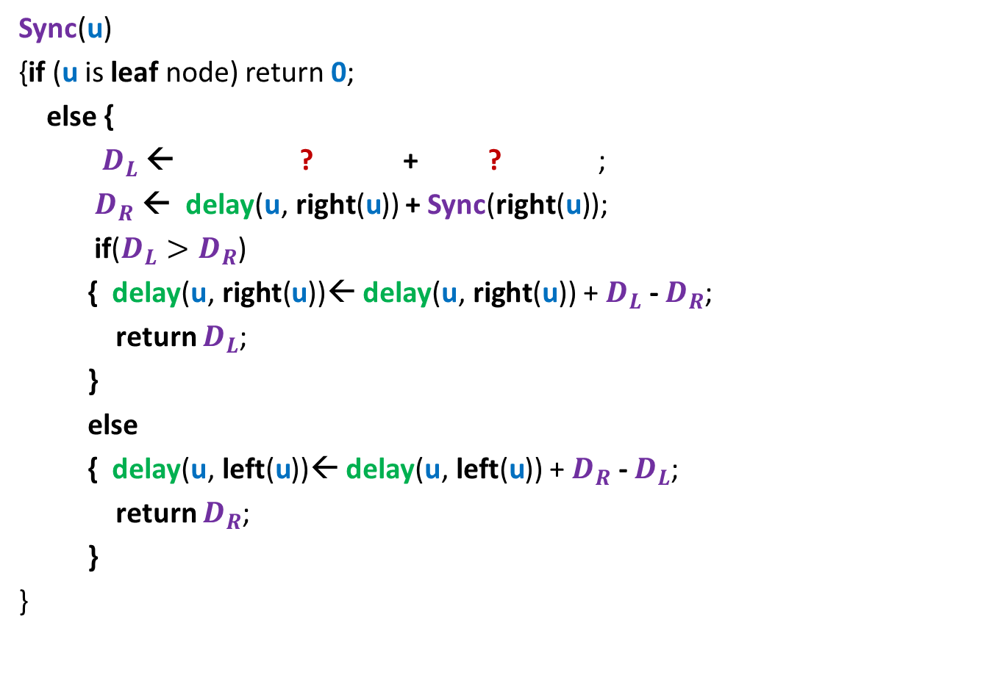 Sync(u)
{if (u is leaf node) return 0;
else {
D_L ← ? + ? ;
D_R ← delay(u, right(u)) + Sync(right(u));
if(D_L > D_R)
{ delay(u, right(u))← delay(u, right(u)) + D_L - D_R;
return D_L;
}
else
{ delay(u, left(u))← delay(u, left(u)) + D_R - D_L;
return D_R;
}
}